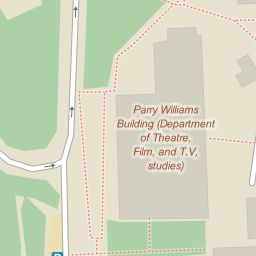 Parry Williams
Building (Department
of Theatre,
Film, and T.V,
studies)
P